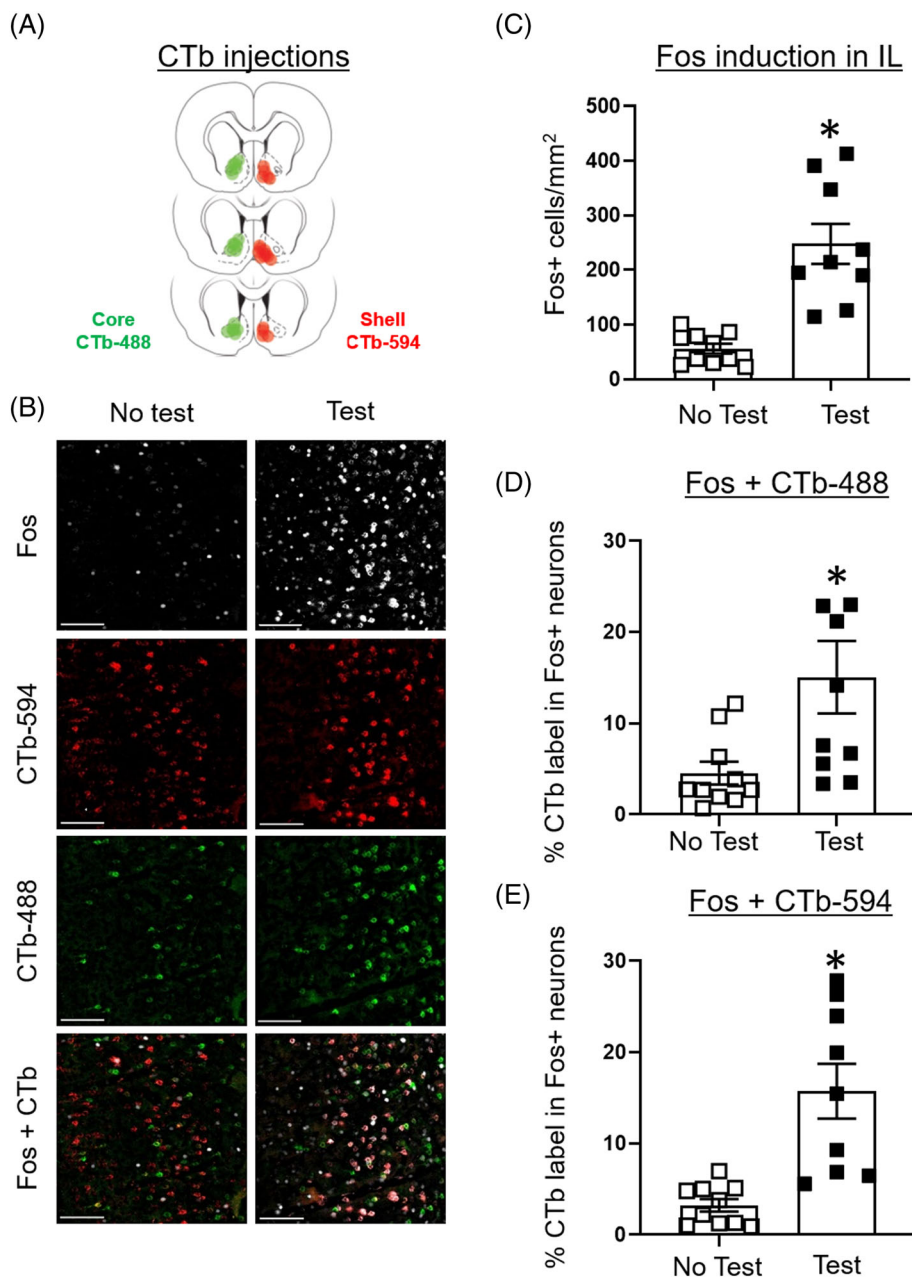 (A)
CTb injections
Core
CTb-488
Shell
CTb-594
(B)
No test
Test
Fos
CTb-594
CTb-488
Fos + CTb
(C)
Fos induction in IL
Fos+ cells/mm²
500
400
300
200
100
0
*
No Test
Test
(D)
Fos + CTb-488
% CTb label in Fos+ neurons
30
20
10
0
*
No Test
Test
(E)
Fos + CTb-594
% CTb label in Fos+ neurons
30
20
10
0
*
No Test
Test